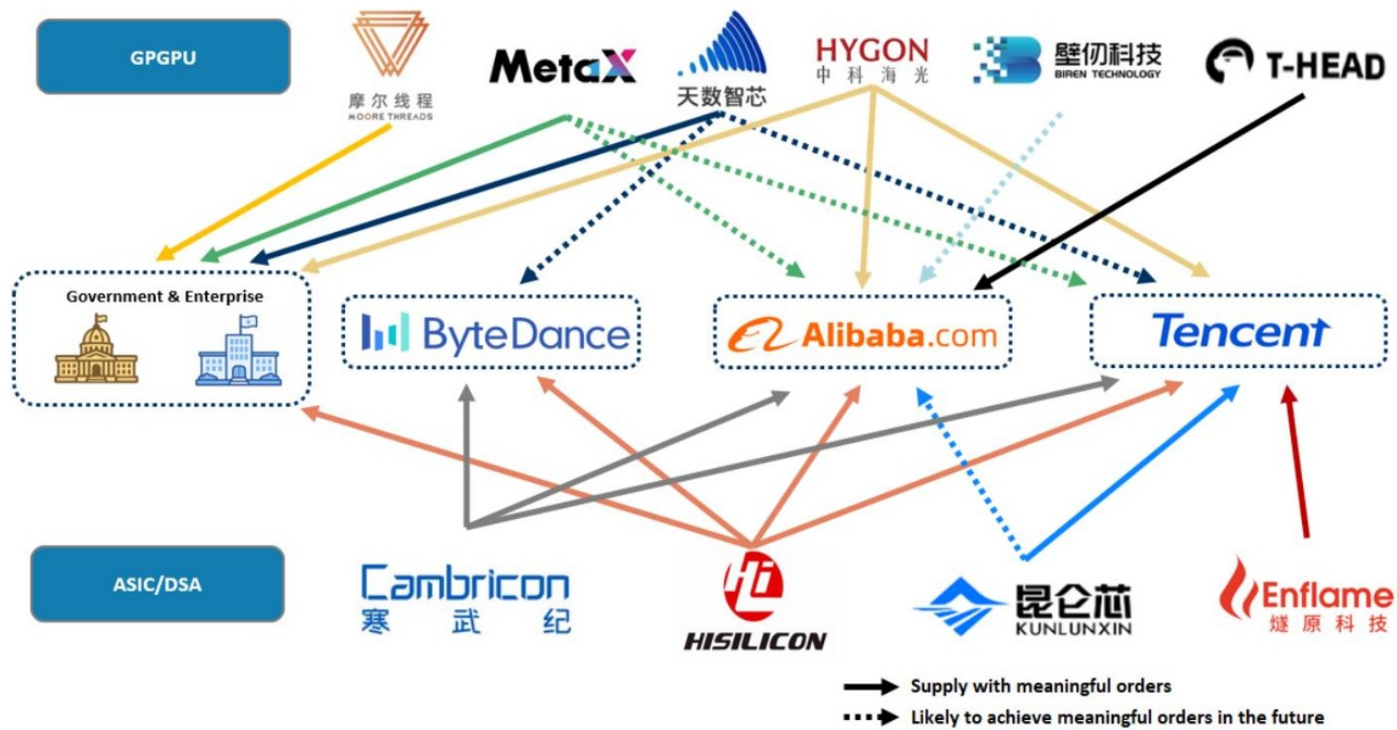 GPGPU
摩尔线程
MOORE THREADS
MetaX
天数智芯
HYGON
中科海光
壁仞科技
BIREN TECHNOLOGY
T-HEAD
Government & Enterprise
ByteDance
Alibaba.com
Tencent
ASIC/DSA
Cambricon
寒武纪
Hi
HISILICON
昆仑芯
KUNLUNXIN
Enflame
燧原科技
Supply with meaningful orders
Likely to achieve meaningful orders in the future